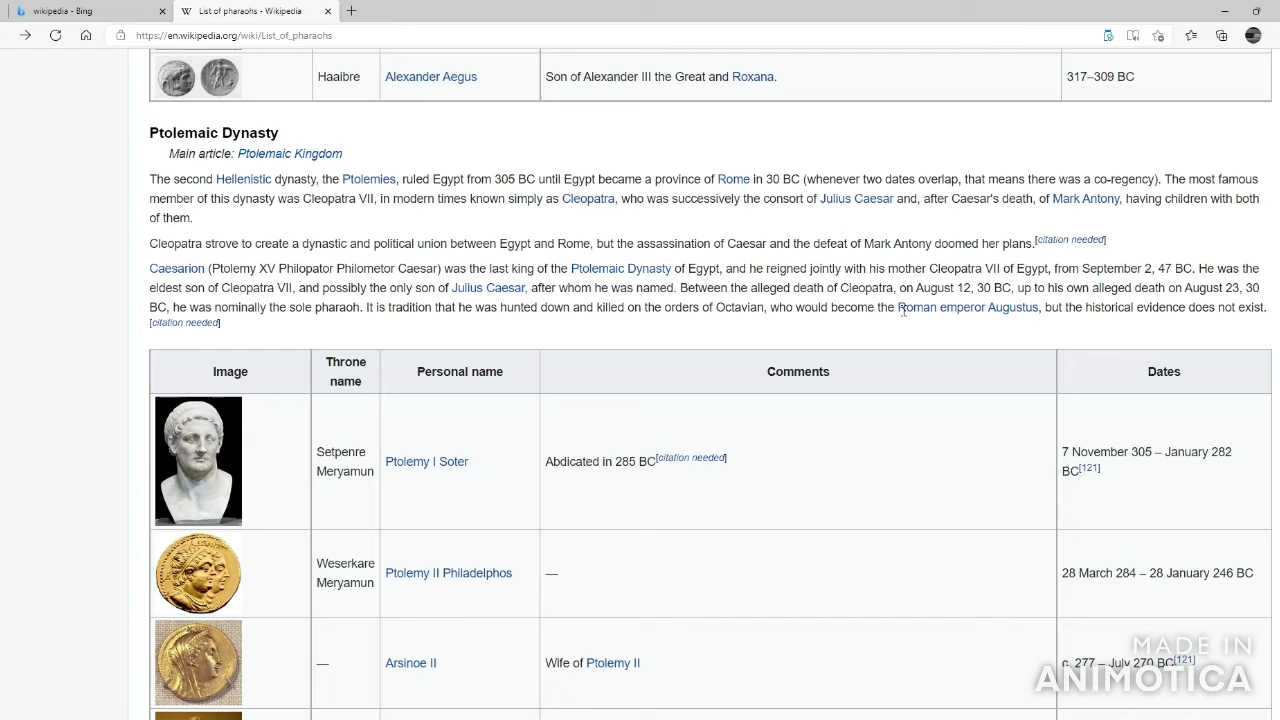 wikipedia - Bing
List of pharaohs - Wikipedia
https://en.wikipedia.org/wiki/List_of_pharaohs
Haaibre Alexander Aegus Son of Alexander III the Great and Roxana. 317–309 BC
Ptolemaic Dynasty
Main article: Ptolemaic Kingdom
The second Hellenistic dynasty, the Ptolemies, ruled Egypt from 305 BC until Egypt became a province of Rome in 30 BC (whenever two dates overlap, that means there was a co-regency). The most famous
member of this dynasty was Cleopatra VII, in modern times known simply as Cleopatra, who was successively the consort of Julius Caesar and, after Caesar's death, of Mark Antony, having children with both
of them.
Cleopatra strove to create a dynastic and political union between Egypt and Rome, but the assassination of Caesar and the defeat of Mark Antony doomed her plans.[citation needed]
Caesarion (Ptolemy XV Philopator Philometor Caesar) was the last king of the Ptolemaic Dynasty of Egypt, and he reigned jointly with his mother Cleopatra VII of Egypt, from September 2, 47 BC. He was the
eldest son of Cleopatra VII, and possibly the only son of Julius Caesar, after whom he was named. Between the alleged death of Cleopatra, on August 12, 30 BC, up to his own alleged death on August 23, 30
BC, he was nominally the sole pharaoh. It is tradition that he was hunted down and killed on the orders of Octavian, who would become the Roman emperor Augustus, but the historical evidence does not exist.
[citation needed]
Image Throne name Personal name Comments Dates
Setpenre
Meryamun
Ptolemy I Soter
Abdicated in 285 BC[citation needed]
7 November 305 – January 282
BC[121]
Weserkare
Meryamun
Ptolemy II Philadelphos
—
28 March 284 – 28 January 246 BC
—
Arsinoe II
Wife of Ptolemy II
c. 277 – July 270 BC[121]
MADE IN
ANIMOTICA